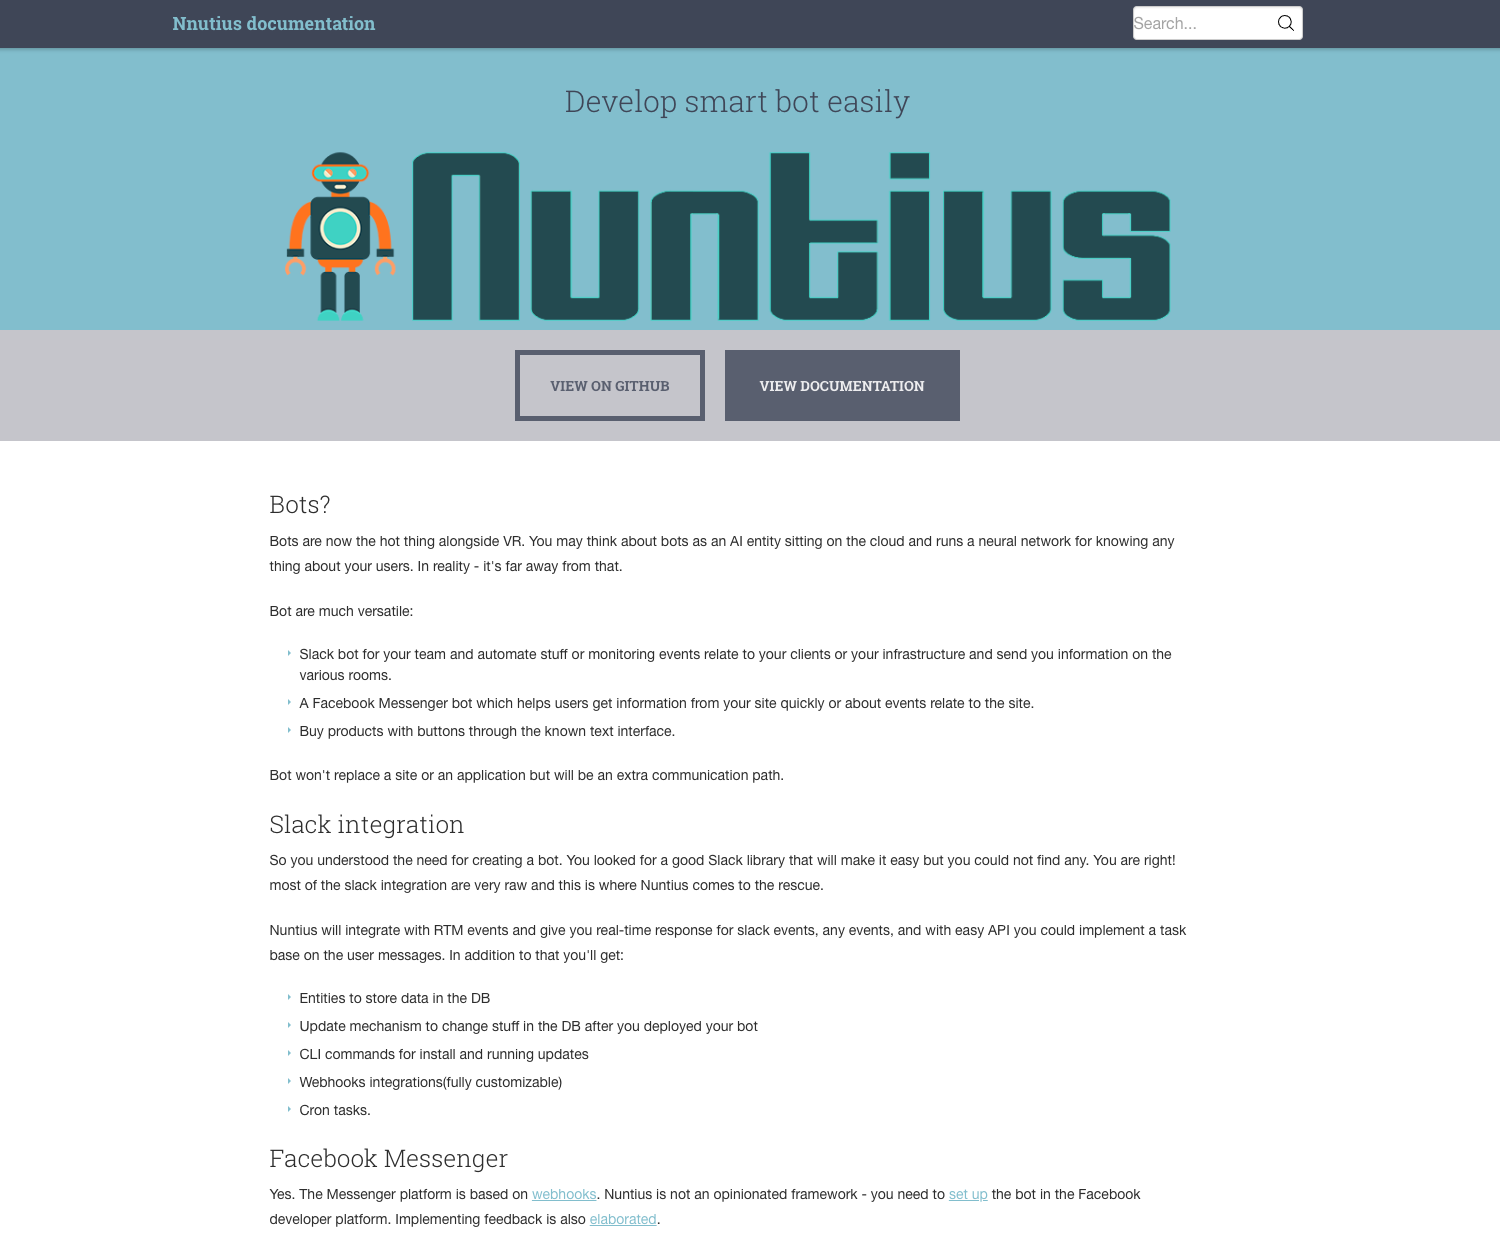 Nnutius documentation
Search...
Develop smart bot easily
Nuntius
VIEW ON GITHUB
VIEW DOCUMENTATION
Bots?
Bots are now the hot thing alongside VR. You may think about bots as an AI entity sitting on the cloud and runs a neural network for knowing any
thing about your users. In reality - it's far away from that.
Bot are much versatile:
Slack bot for your team and automate stuff or monitoring events relate to your clients or your infrastructure and send you information on the
various rooms.
A Facebook Messenger bot which helps users get information from your site quickly or about events relate to the site.
Buy products with buttons through the known text interface.
Bot won't replace a site or an application but will be an extra communication path.
Slack integration
So you understood the need for creating a bot. You looked for a good Slack library that will make it easy but you could not find any. You are right!
most of the slack integration are very raw and this is where Nuntius comes to the rescue.
Nuntius will integrate with RTM events and give you real-time response for slack events, any events, and with easy API you could implement a task
base on the user messages. In addition to that you'll get:
Entities to store data in the DB
Update mechanism to change stuff in the DB after you deployed your bot
CLI commands for install and running updates
Webhooks integrations(fully customizable)
Cron tasks.
Facebook Messenger
Yes. The Messenger platform is based on webhooks. Nuntius is not an opinionated framework - you need to set up the bot in the Facebook
developer platform. Implementing feedback is also elaborated.